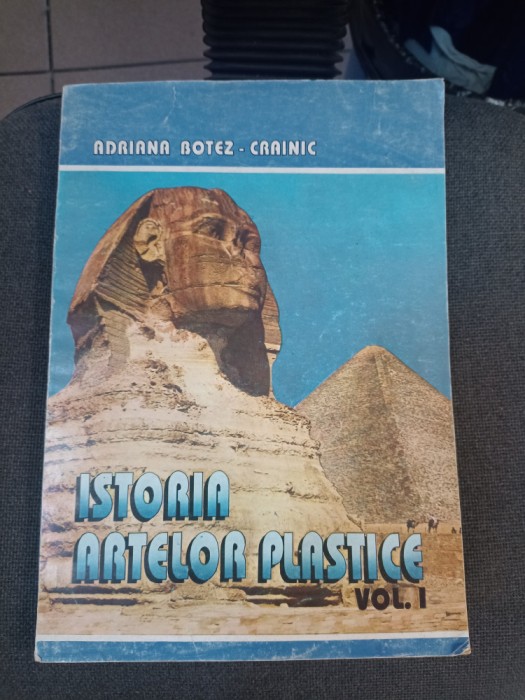 ADRIANA BOTEZ - CRAINIC
ISTORIA
ARTELOR PLASTICE
VOL. I